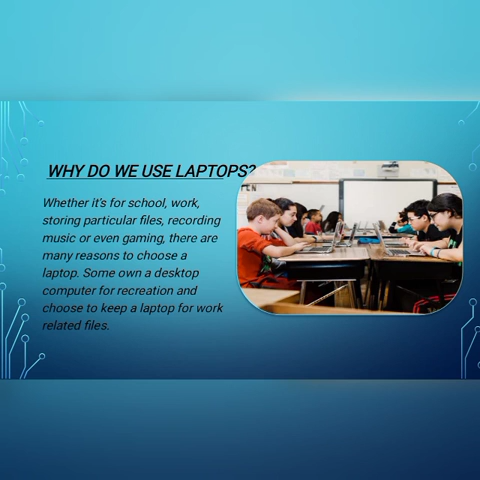 WHY DO WE USE LAPTOPS?
Whether it's for school, work,
storing particular files, recording
music or even gaming, there are
many reasons to choose a
laptop. Some own a desktop
computer for recreation and
choose to keep a laptop for work
related files.